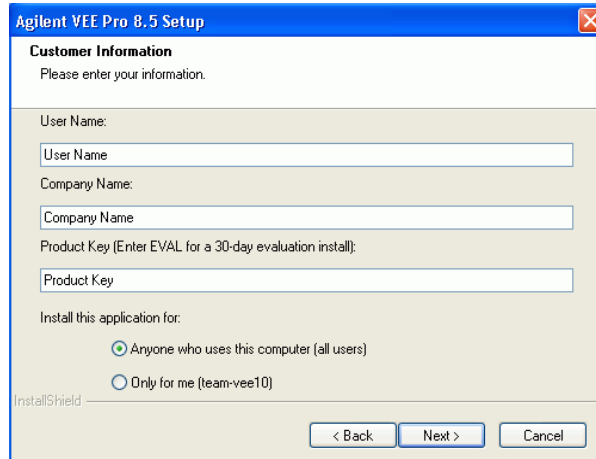 Agilent VEE Pro 8.5 Setup
Customer Information
Please enter your information.
User Name:
User Name
Company Name:
Company Name
Product Key (Enter EVAL for a 30-day evaluation install):
Product Key
Install this application for:
Anyone who uses this computer (all users)
Only for me (team-vee10)
InstallShield
< Back
Next >
Cancel